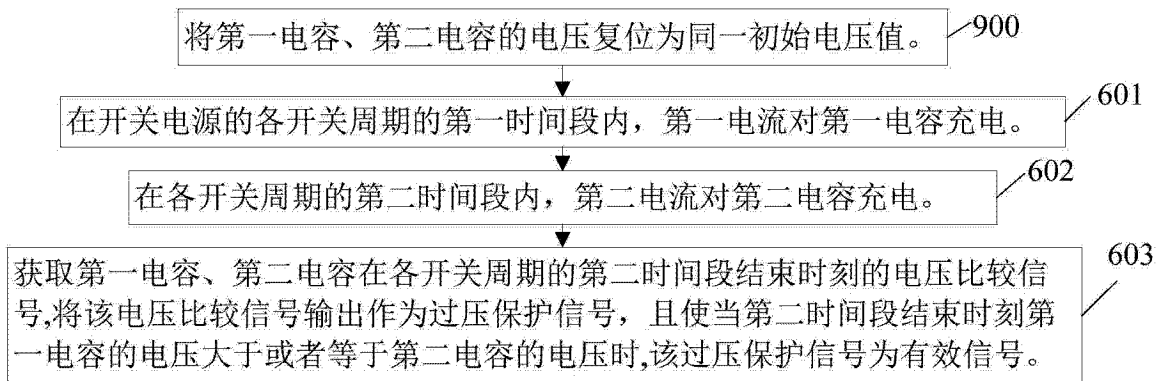 将第一电容、第二电容的电压复位为同一初始电压值。
900
在开关电源的各开关周期的第一时间段内，第一电流对第一电容充电。
601
在各开关周期的第二时间段内，第二电流对第二电容充电。
602
获取第一电容、第二电容在各开关周期的第二时间段结束时刻的电压比较信
号,将该电压比较信号输出作为过压保护信号，且使当第二时间段结束时刻第
一电容的电压大于或者等于第二电容的电压时,该过压保护信号为有效信号。
603